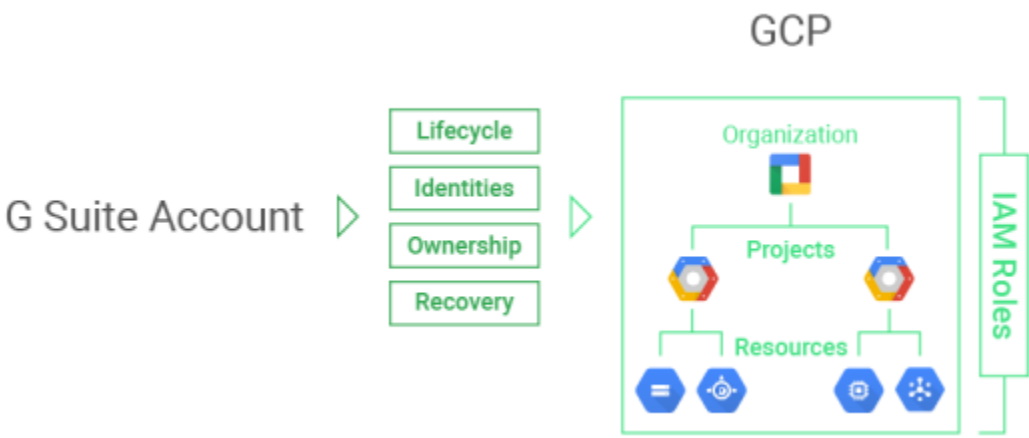 GCP
G Suite Account
Lifecycle
Identities
Ownership
Recovery
Organization
Projects
Resources
IAM Roles